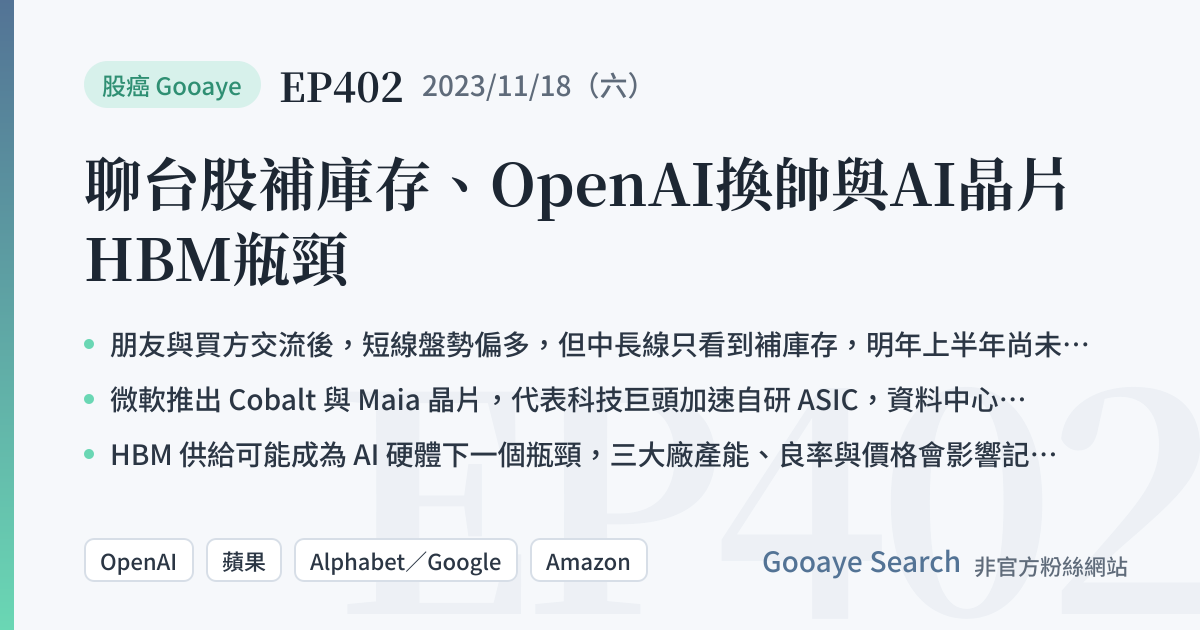 股癌 Gooaye EP402 2023/11/18（六）
聊台股補庫存、OpenAI換帥與AI晶片
HBM瓶頸
朋友與買方交流後，短線盤勢偏多，但中長線只看到補庫存，明年上半年尚未…
微軟推出 Cobalt 與 Maia 晶片，代表科技巨頭加速自研 ASIC，資料中心…
HBM 供給可能成為 AI 硬體下一個瓶頸，三大廠產能、良率與價格會影響記…
EP402
OpenAI 蘋果 Alphabet／Google Amazon Gooaye Search 非官方粉絲網站